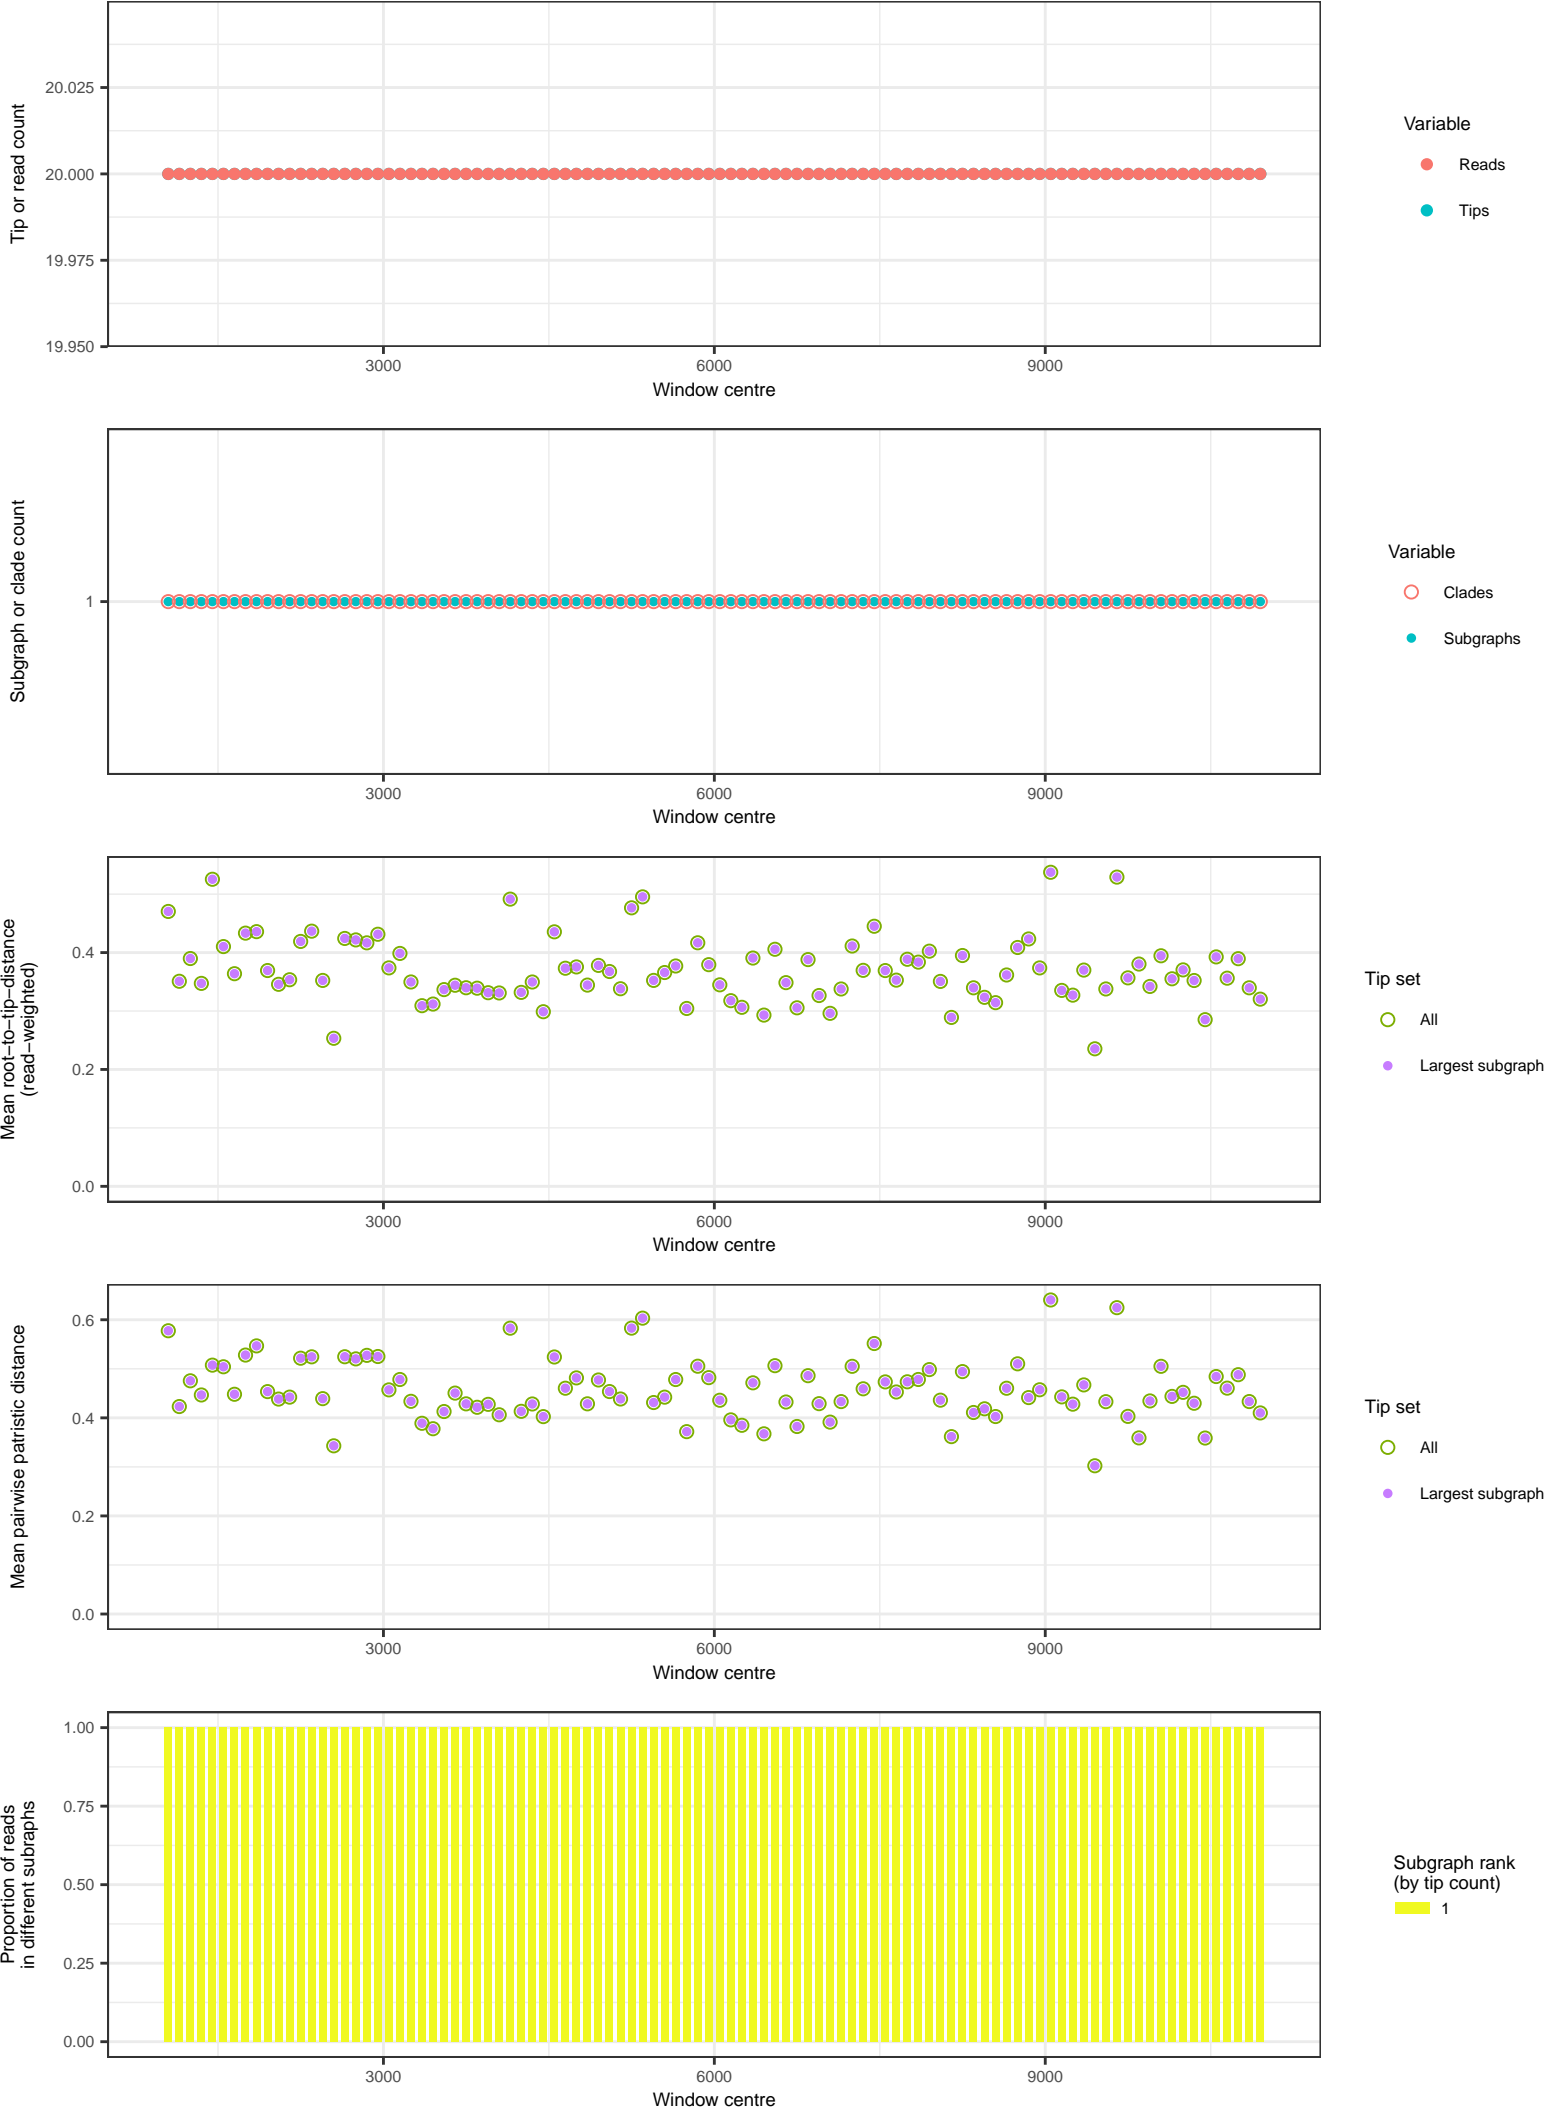 Tip or read count
20.025
20.000
19.975
19.950
3000
6000
9000
Window centre
Variable
Reads
Tips
Subgraph or clade count
1
3000
6000
9000
Window centre
Variable
Clades
Subgraphs
Mean root−to−tip−distance
(read−weighted)
0.4
0.2
0.0
3000
6000
9000
Window centre
Tip set
All
Largest subgraph
Mean pairwise patristic distance
0.6
0.4
0.2
0.0
3000
6000
9000
Window centre
Tip set
All
Largest subgraph
Proportion of reads
in different subraphs
1.00
0.75
0.50
0.25
0.00
3000
6000
9000
Window centre
Subgraph rank
(by tip count)
1